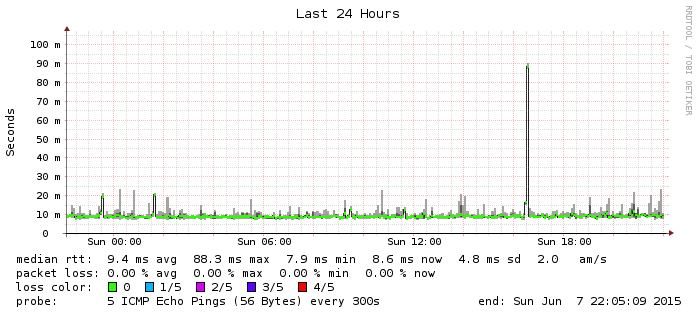 Last 24 Hours
RRDTOOL / TOBI OETIKER
Seconds
100 m
90 m
80 m
70 m
60 m
50 m
40 m
30 m
20 m
10 m
0
Sun 00:00 Sun 06:00 Sun 12:00 Sun 18:00
median rtt: 9.4 ms avg 88.3 ms max 7.9 ms min 8.6 ms now 4.8 ms sd 2.0 am/s
packet loss: 0.00 % avg 0.00 % max 0.00 % min 0.00 % now
loss color: 0 1/5 2/5 3/5 4/5
probe: 5 ICMP Echo Pings (56 Bytes) every 300s end: Sun Jun 7 22:05:09 2015